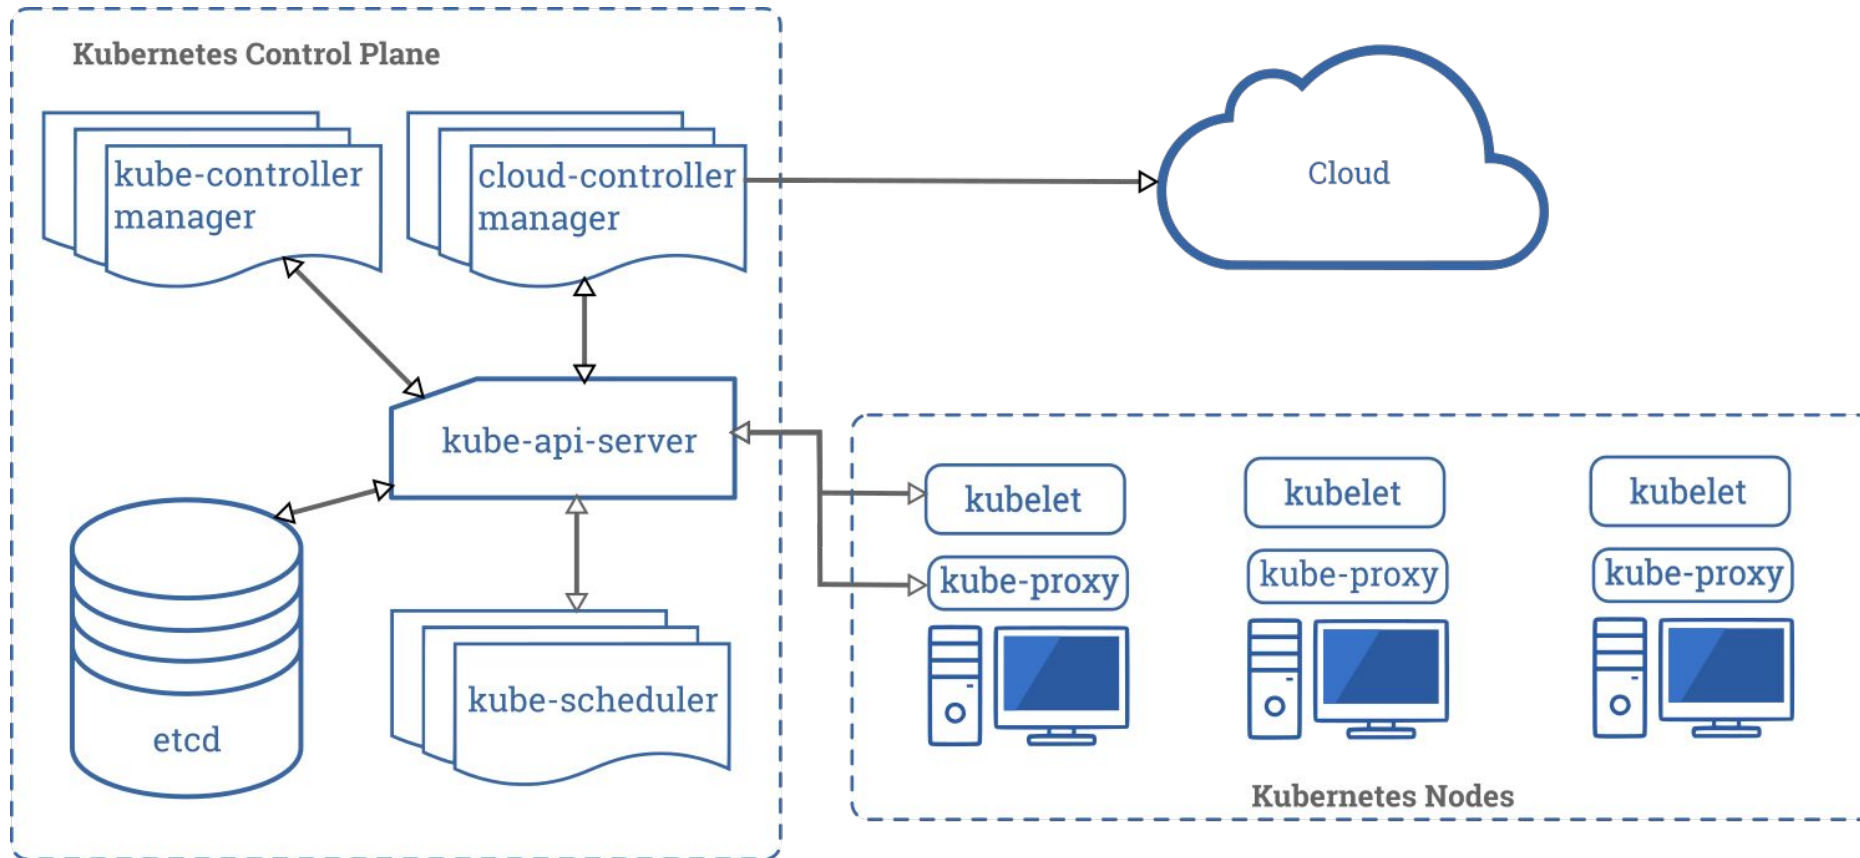 Kubernetes Control Plane
kube-controller
manager
cloud-controller
manager
Cloud
kube-api-server
etcd
kube-scheduler
kubelet
kube-proxy
kubelet
kube-proxy
kubelet
kube-proxy
Kubernetes Nodes